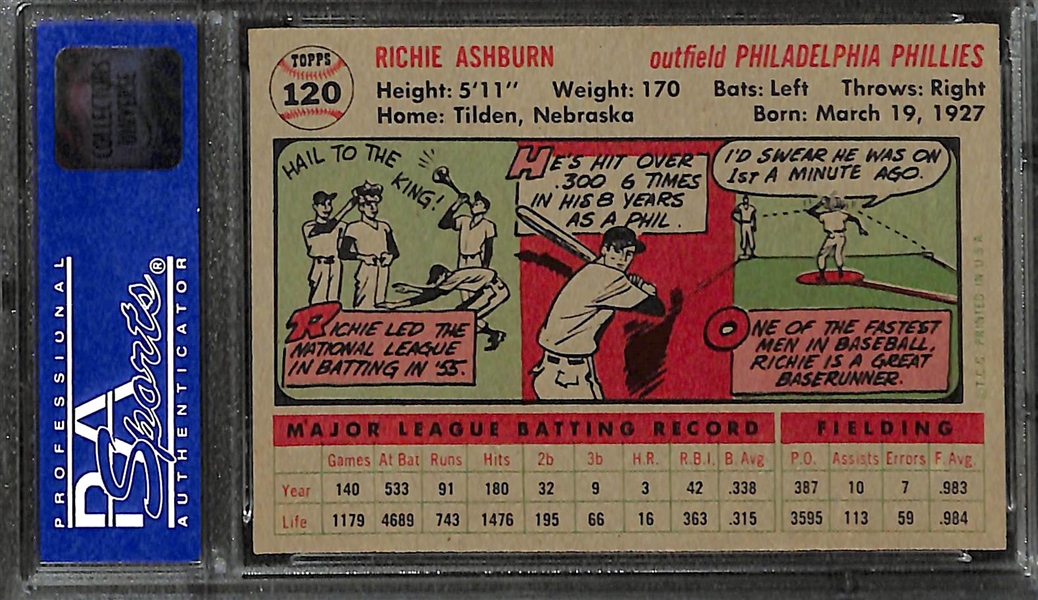 TOPPS
120
RICHIE ASHBURN
outfield PHILADELPHIA PHILLIES
Height: 5'11" Weight: 170 Bats: Left Throws: Right
Home: Tilden, Nebraska Born: March 19, 1927
HAIL TO THE
KING!
RICHIE LED THE
NATIONAL LEAGUE
IN BATTING IN '55.
HE'S HIT OVER
.300 6 TIMES
IN HIS 8 YEARS
AS A PHIL.
I'D SWEAR HE WAS ON
1ST A MINUTE AGO.
ONE OF THE FASTEST
MEN IN BASEBALL,
RICHIE IS A GREAT
BASERUNNER.
T.C.G. PRINTED IN U.S.A.
MAJOR LEAGUE BATTING RECORD FIELDING
Games At Bat Runs Hits 2b 3b H.R. R.B.I. B. Avg P.O. Assists Errors F. Avg
Year 140 533 91 180 32 9 3 42 .338 387 10 7 .983
Life 1179 4689 743 1476 195 66 16 363 .315 3595 113 59 .984
COLLECTORS
UNIVERSE
PROFESSIONAL
PSA
Sports®
AUTHENTICATOR